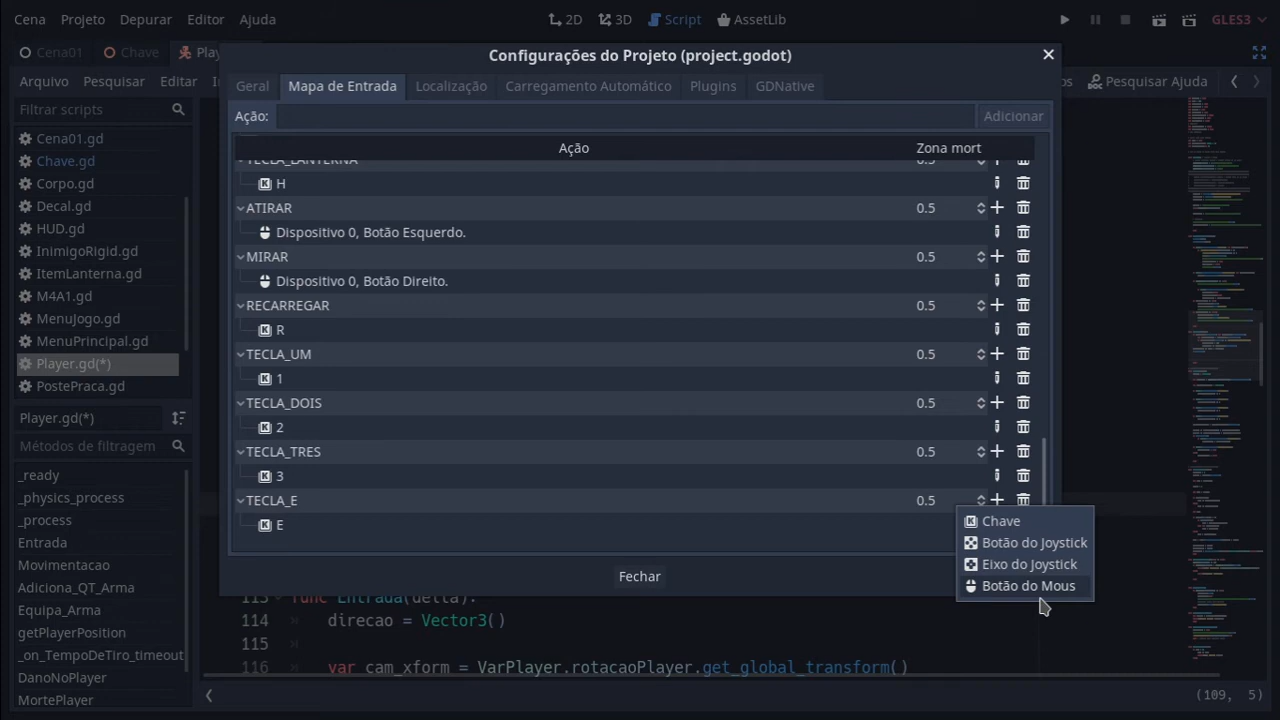 Cena Projeto Depurar Editor Ajuda 2D 3D Script AssetLib GLES3
Cena01 Chave Play
Configurações do Projeto (project.godot)
Arquivo Pesquisar Editar
Geral Mapa de Entrada Localização Carregamento Automático Plugins GDNative
Pesquisar Ajuda
Filtrar scripts
Ação: Adicionar
Ação Zona mort
Cena01.gd
Chave.gd
Corpo.gd
Decal.gd
HUD.gd
InimigoRigid.gd
ItemLanterna.gd
M4A1.gd
MenuJogo.gd
MenuPrincipal.gd
Player.gd(*)
PostePraca.gd
Player.gd(*)
Métodos de filtragem
_ready
_physics_process
_process
Entrada
Movimentacao
Adiciona_QT_Arma
Equipa_Arma
getPlayerPosition
_on_TempoDeTiro_timeout
DanoNoPlayer
MortePlayer
TECLA_LANTERNA 0.5
H
ATIRAR 0.5
Dispositivo 0, Botão Esquerdo.
MIRAR 0.5
Dispositivo 0, Botão Direito.
RECARREGAR 0.5
R
TECLA_UM 0.5
1
TECLA_DOIS 0.5
2
TECA_TRES 0.5
3
TECLA_E 0.5
E
Chave
Botão do Joystick
Eixo do Joystick
Botão do Mous
Fechar
113 func Entrada(delta):
114 direcao = Vector3()
115
116 var cam_xform = VarPlayer.rotacaoPlayer.get_global_transform()
(109, 5)